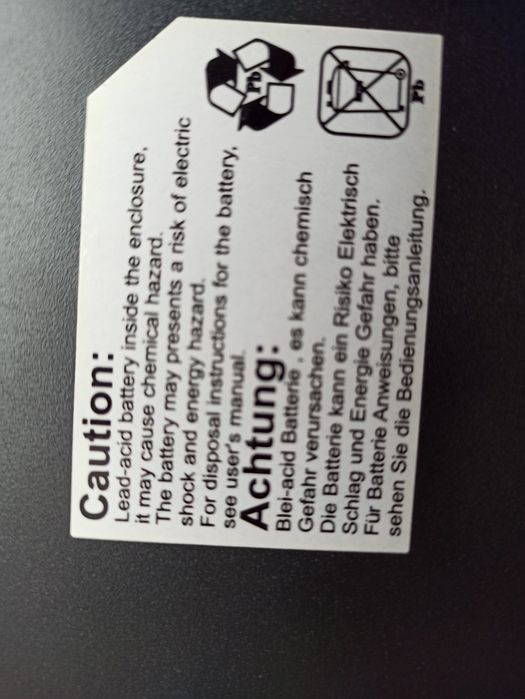 Caution:
Lead-acid battery inside the enclosure,
it may cause chemical hazard.
The battery may presents a risk of electric
shock and energy hazard.
For disposal instructions for the battery,
see user's manual.
Achtung:
Blei-acid Batterie , es kann chemisch
Gefahr verursachen.
Die Batterie kann ein Risiko Elektrisch
Schlag und Energie Gefahr haben.
Für Batterie Anweisungen, bitte
sehen Sie die Bedienungsanleitung.
Pb
Pb